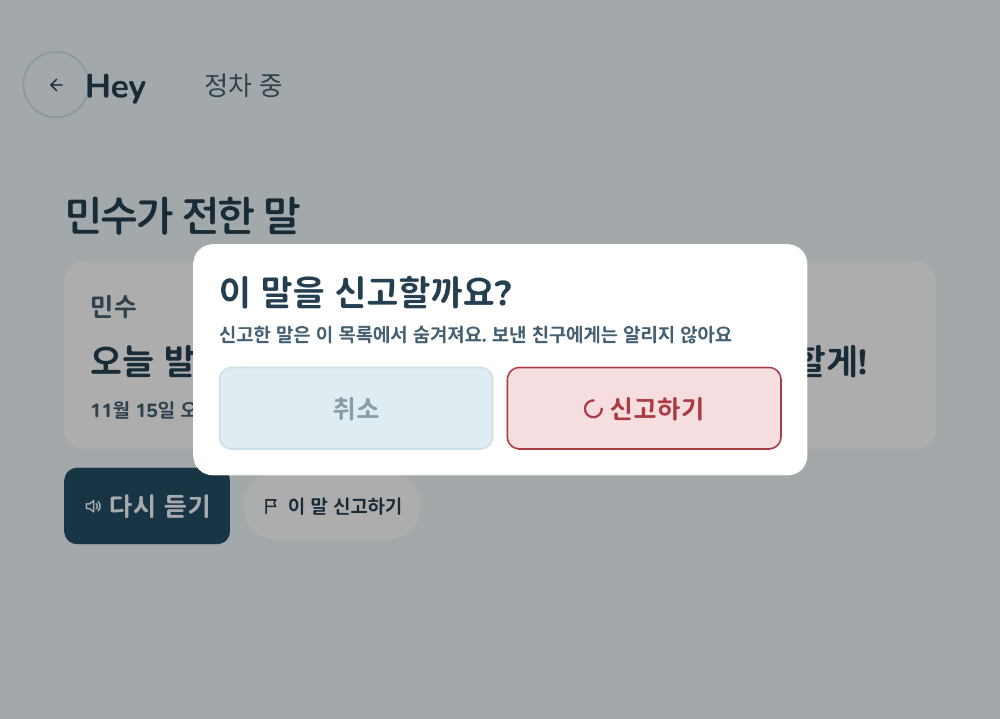 Hey 정차 중
민수가 전한 말
민수
오늘 할게!
11월 15일
이 말을 신고할까요?
신고한 말은 이 목록에서 숨겨져요. 보낸 친구에게는 알리지 않아요
취소 신고하기
다시 듣기 이 말 신고하기